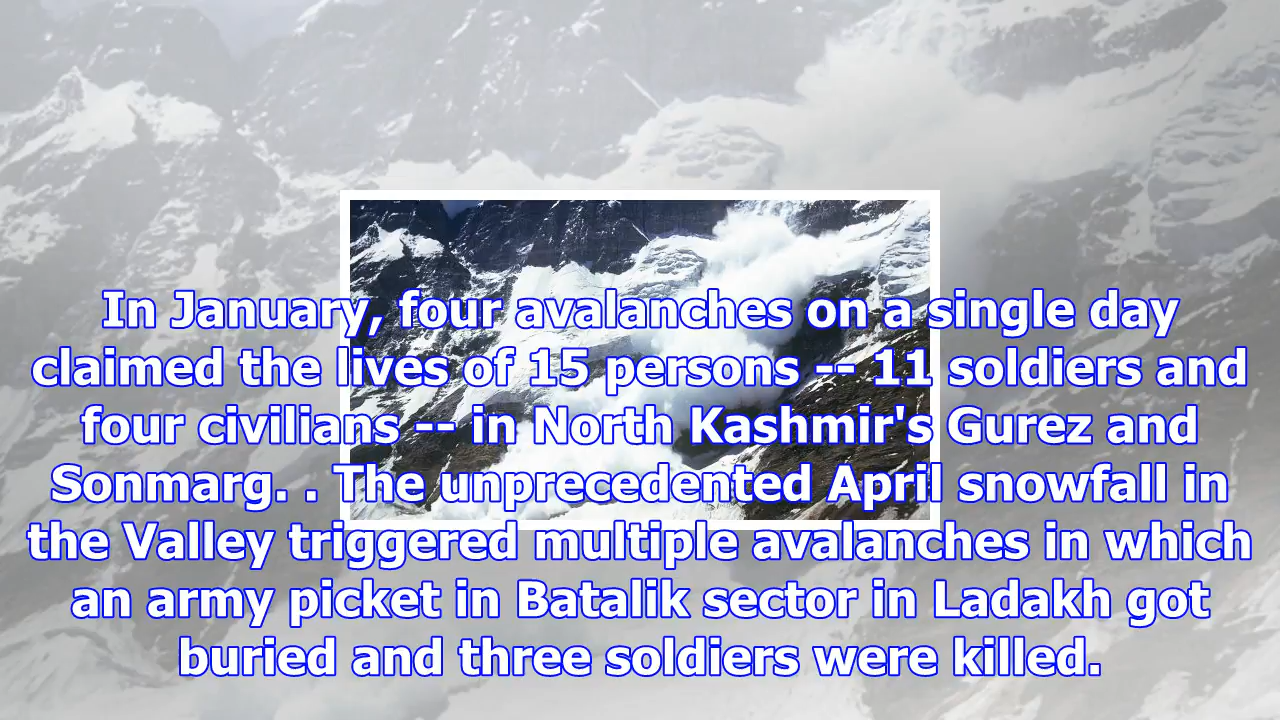 In January, four avalanches on a single day
claimed the lives of 15 persons -- 11 soldiers and
four civilians -- in North Kashmir's Gurez and
Sonmarg. . The unprecedented April snowfall in
the Valley triggered multiple avalanches in which
an army picket in Batalik sector in Ladakh got
buried and three soldiers were killed.